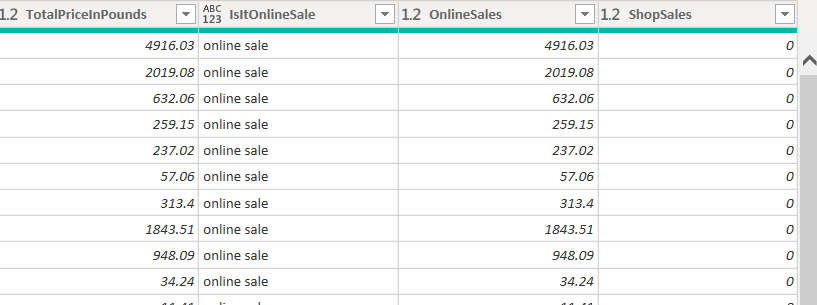 1.2 TotalPriceInPounds ABC 123 IsItOnlineSale 1.2 OnlineSales 1.2 ShopSales
4916.03 online sale 4916.03 0
2019.08 online sale 2019.08 0
632.06 online sale 632.06 0
259.15 online sale 259.15 0
237.02 online sale 237.02 0
57.06 online sale 57.06 0
313.4 online sale 313.4 0
1843.51 online sale 1843.51 0
948.09 online sale 948.09 0
34.24 online sale 34.24 0